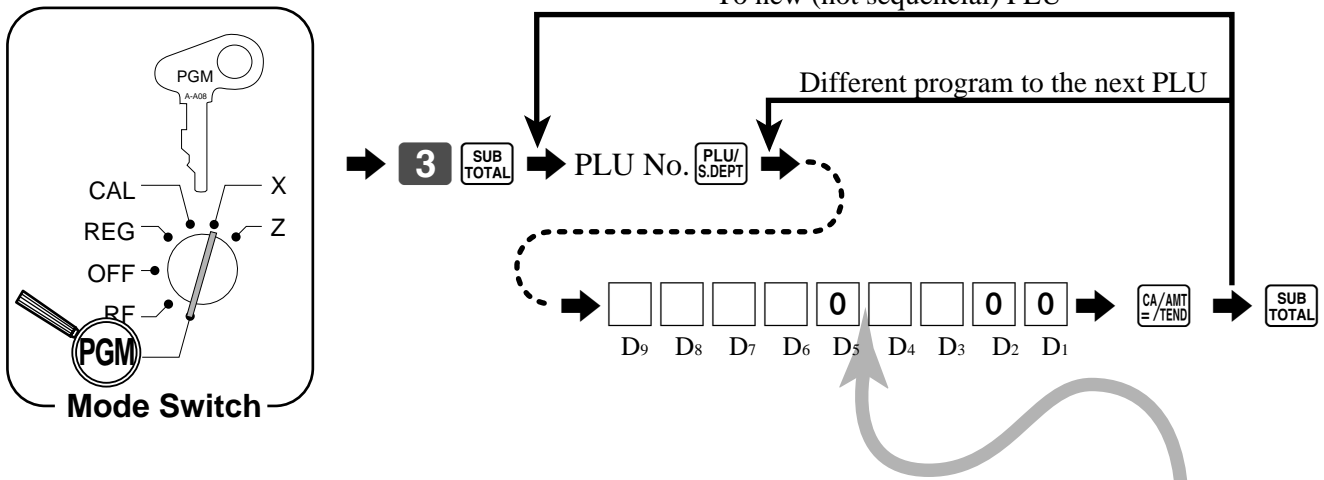 To new (not sequencial) PLU
Different program to the next PLU
PGM
A-A08
CAL
X
REG
Z
OFF
RF
PGM
Mode Switch
3 SUB TOTAL PLU No. PLU/ S.DEPT
0 0 0 CA/AMT = /TEND SUB TOTAL
D9 D8 D7 D6 D5 D4 D3 D2 D1